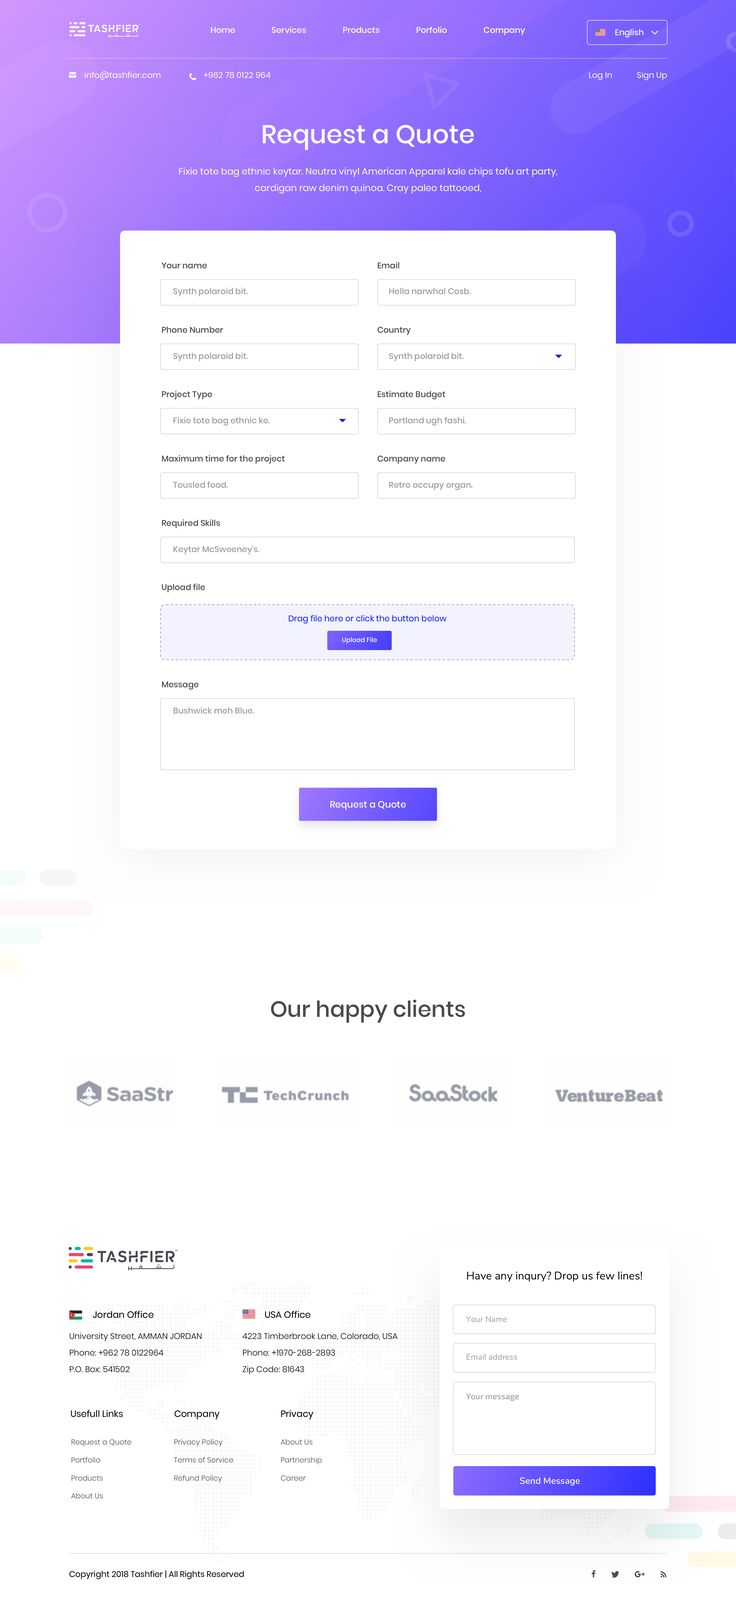 TASHFIER
Home Services Products Porfolio Company English
info@tashfier.com +962 78 0122 964 Log In Sign Up
Request a Quote
Fixie tote bag ethnic keytar. Neutra vinyl American Apparel kale chips tofu art party,
cardigan raw denim quinoa. Cray paleo tattooed,
Your name Email
Synth polaroid bit. Hella narwhal Cosb.
Phone Number Country
Synth polaroid bit. Synth polaroid bit.
Project Type Estimate Budget
Fixie tote bag ethnic ke. Portland ugh fashi.
Maximum time for the project Company name
Tousled food. Retro occupy organ.
Required Skills
Keytar McSweeney's.
Upload file
Drag file here or click the button below
Upload File
Message
Bushwick meh Blue.
Request a Quote
Our happy clients
SaaStr TC TechCrunch SaaStock VentureBeat
TASHFIER
Have any inqury? Drop us few lines!
Your Name
Email address
Your message
Send Message
Jordan Office USA Office
University Street, AMMAN JORDAN 4223 Timberbrook Lane, Colorado, USA
Phone: +962 78 0122964 Phone: +1970-268-2893
P.O. Box: 541502 Zip Code: 81643
Usefull Links Company Privacy
Request a Quote Privacy Policy About Us
Portfolio Terms of Service Partnership
Products Refund Policy Career
About Us
Copyright 2018 Tashfier | All Rights Reserved